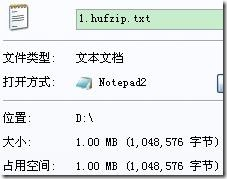 1.hufzip.txt
文件类型: 文本文档
打开方式: Notepad2
位置: D:\
大小: 1.00 MB (1,048,576 字节)
占用空间: 1.00 MB (1,048,576 字节)